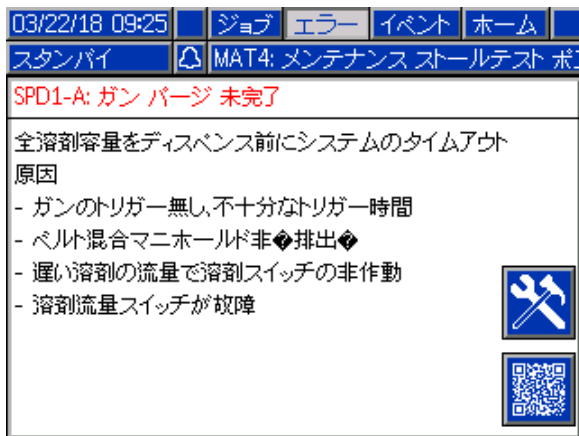 03/22/18 09:25 ジョブ エラー イベント ホーム
スタンバイ MAT4: メンテナンス ストールテスト ポ
SPD1-A: ガン パージ 未完了
全溶剤容量をディスペンス前にシステムのタイムアウト
原因
- ガンのトリガー無し,不十分なトリガー時間
- ベルト混合マニホールド非�排出�
- 遅い溶剤の流量で溶剤スイッチの非作動
- 溶剤流量スイッチが故障